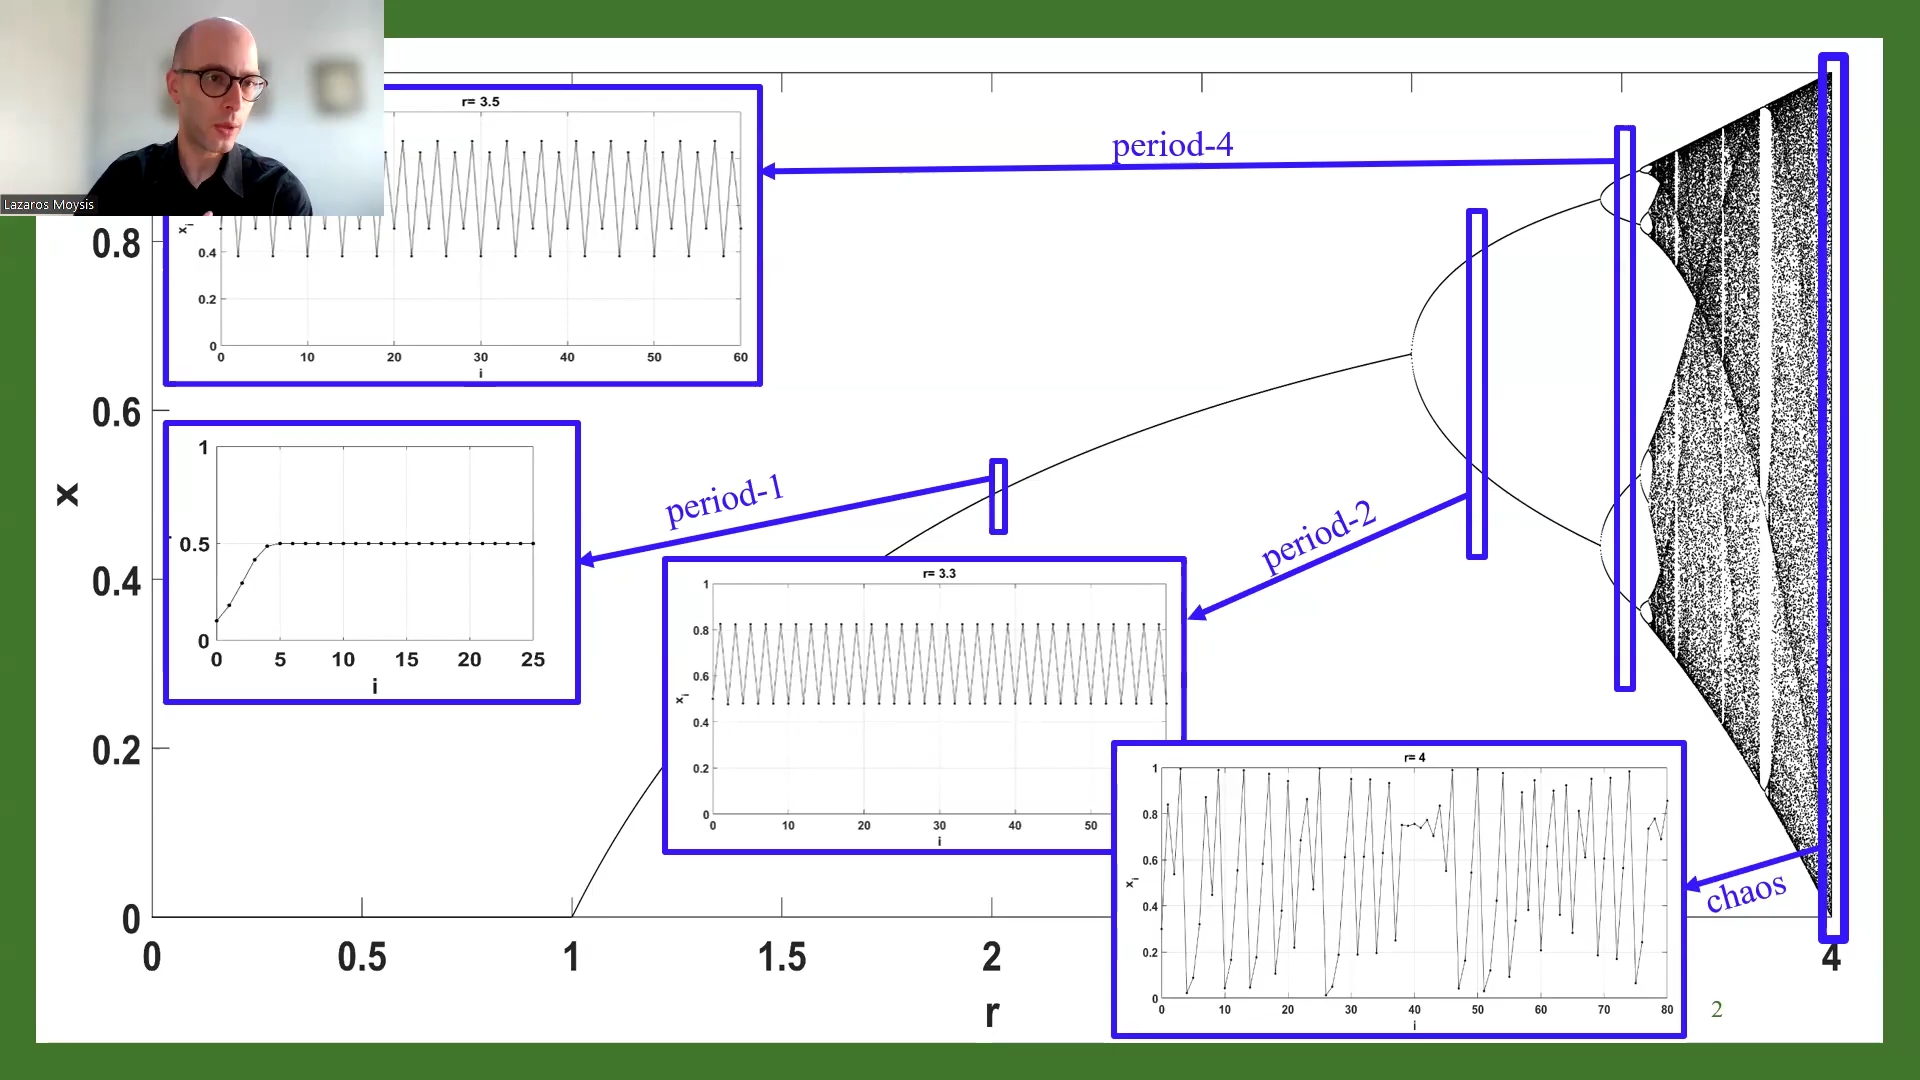 Lazaros Moysis
r= 3.5
x i
0.4
0.2
0
0 10 20 30 40 50 60
i
period-4
0.8
0.6
0.4
0.2
0
x
1
0.5
0
0 5 10 15 20 25
i
period-1
period-2
r= 3.3
1
0.8
0.6
0.4
0.2
0
x i
0 10 20 30 40 50
i
r= 4
1
0.8
0.6
0.4
0.2
0
x i
0 10 20 30 40 50 60 70 80
i
chaos
0 0.5 1 1.5 2 4
r
2